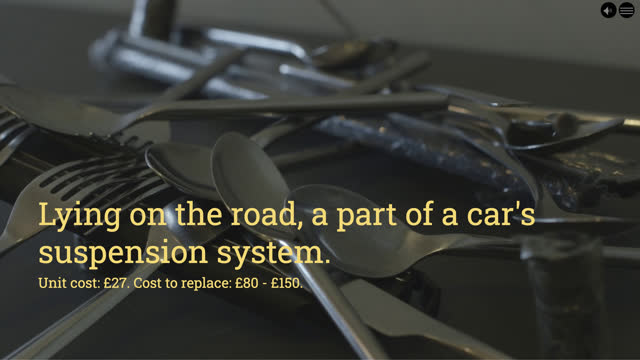 Lying on the road, a part of a car's
suspension system.
Unit cost: £27. Cost to replace: £80 - £150.